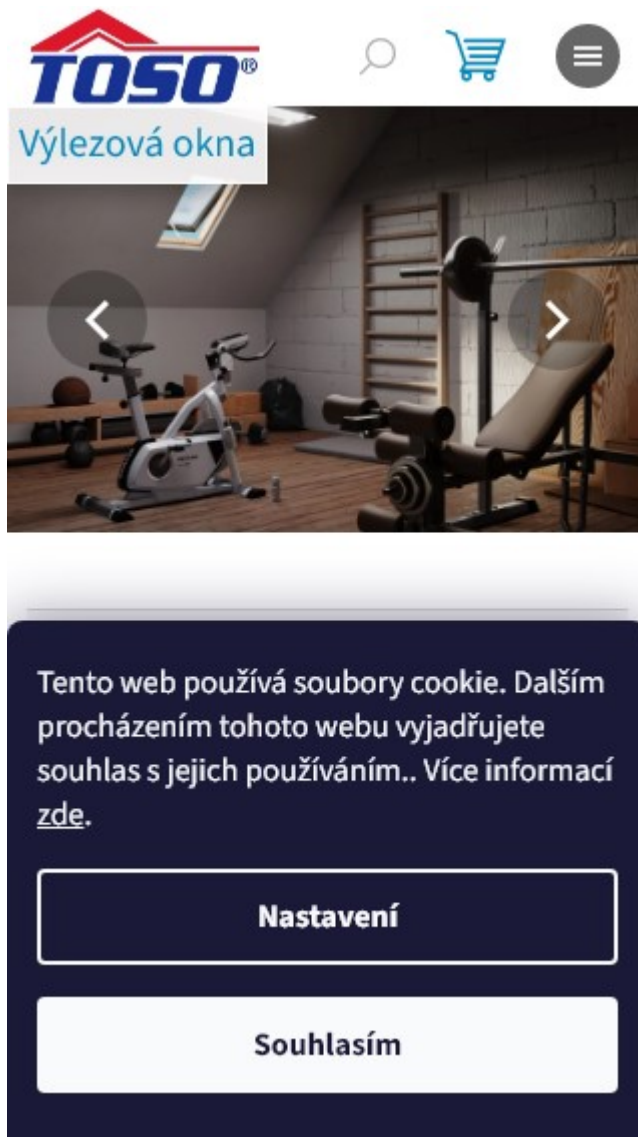 TOSO®
Výlezová okna
Tento web používá soubory cookie. Dalším
procházením tohoto webu vyjadřujete
souhlas s jejich používáním.. Více informací
zde.
Nastavení
Souhlasím